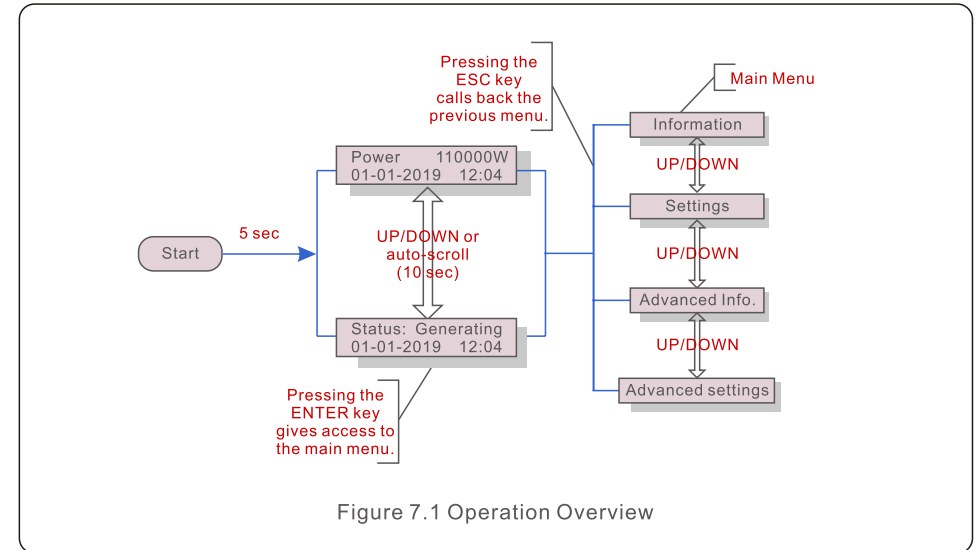 Pressing the
ESC key
calls back the
previous menu.
Main Menu
Information
UP/DOWN
Settings
UP/DOWN
Advanced Info.
UP/DOWN
Advanced settings
Power 110000W
01-01-2019 12:04
Start
5 sec
UP/DOWN or
auto-scroll
(10 sec)
Status: Generating
01-01-2019 12:04
Pressing the
ENTER key
gives access to
the main menu.
Figure 7.1 Operation Overview